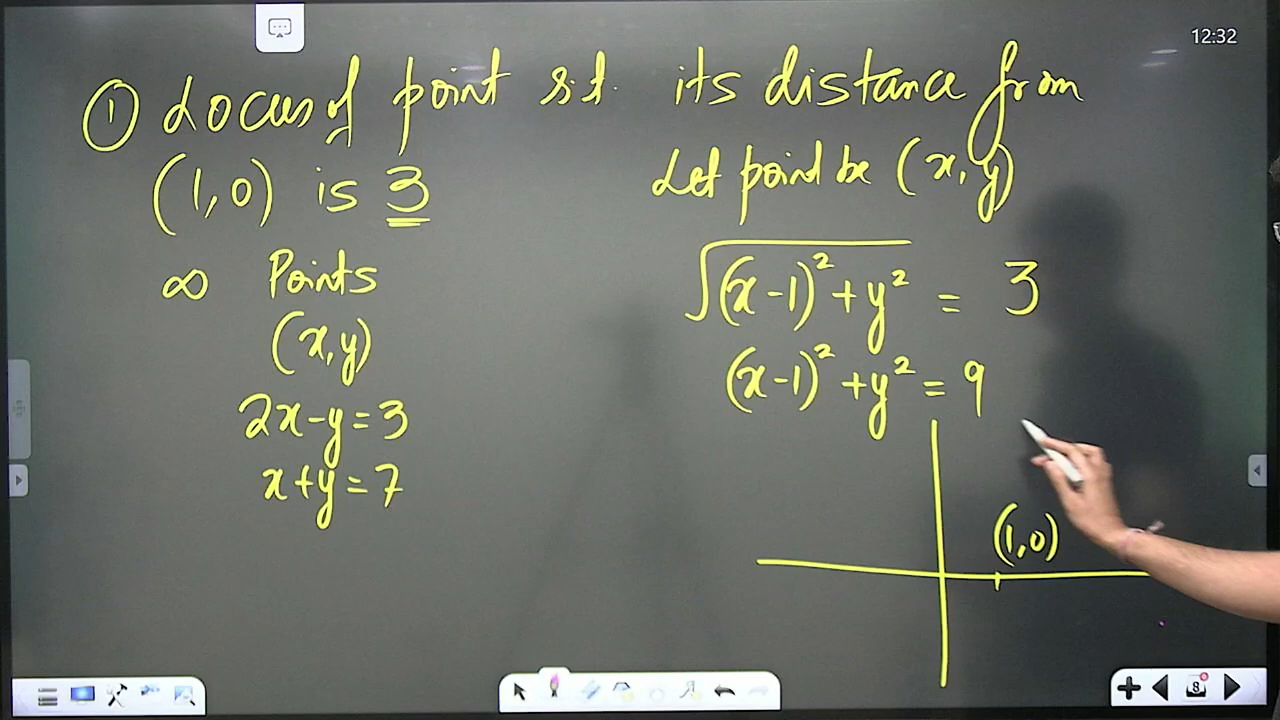 12:32
① Locus of point s.t. its distance from
(1,0) is 3
Let point be (x,y)
∞ Points
(x,y)
2x-y=3
x+y=7
√(x-1)²+y² = 3
(x-1)²+y² = 9
(1,0)
8